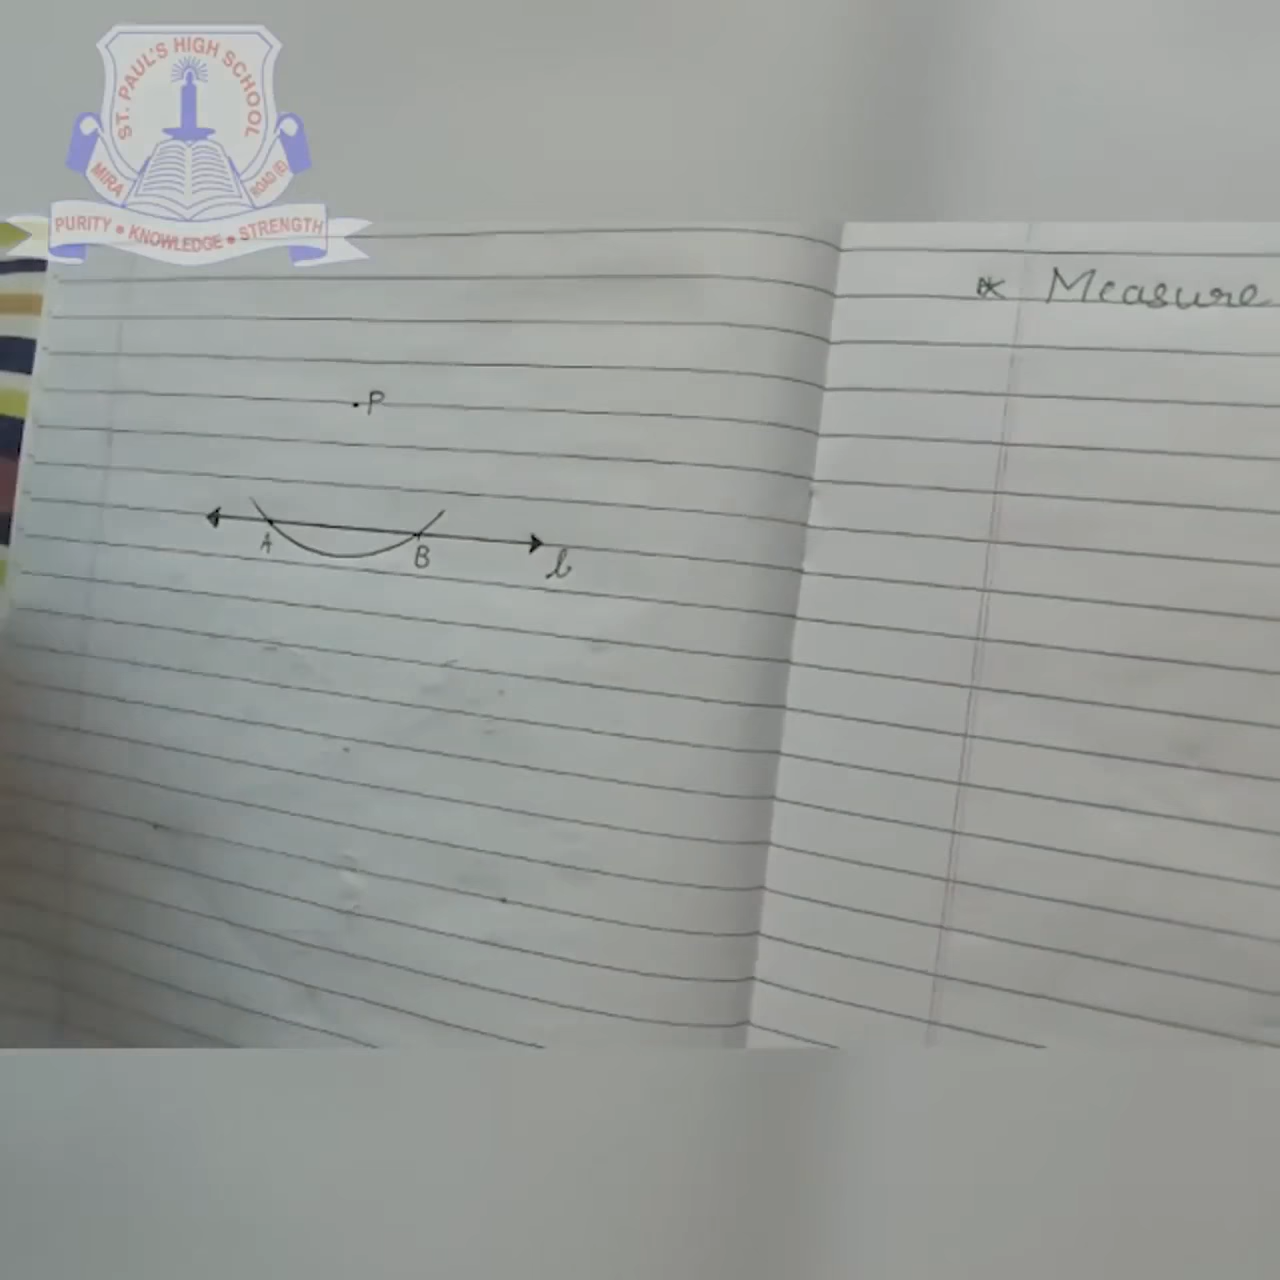 ST. PAUL'S HIGH SCHOOL
MIRA ROAD (E)
PURITY • KNOWLEDGE • STRENGTH
* Measure
P
A
B
l